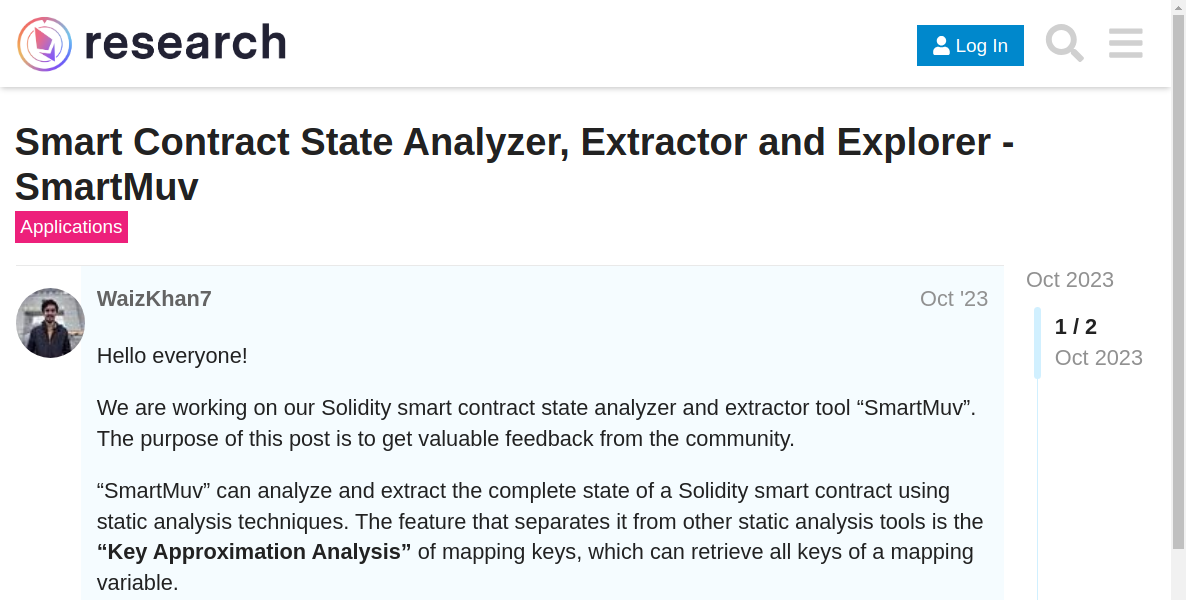 research
Log In
Smart Contract State Analyzer, Extractor and Explorer -
SmartMuv
Applications
WaizKhan7
Oct '23
Oct 2023
1 / 2
Oct 2023
Hello everyone!
We are working on our Solidity smart contract state analyzer and extractor tool “SmartMuv”.
The purpose of this post is to get valuable feedback from the community.
“SmartMuv” can analyze and extract the complete state of a Solidity smart contract using
static analysis techniques. The feature that separates it from other static analysis tools is the
“Key Approximation Analysis” of mapping keys, which can retrieve all keys of a mapping
variable.